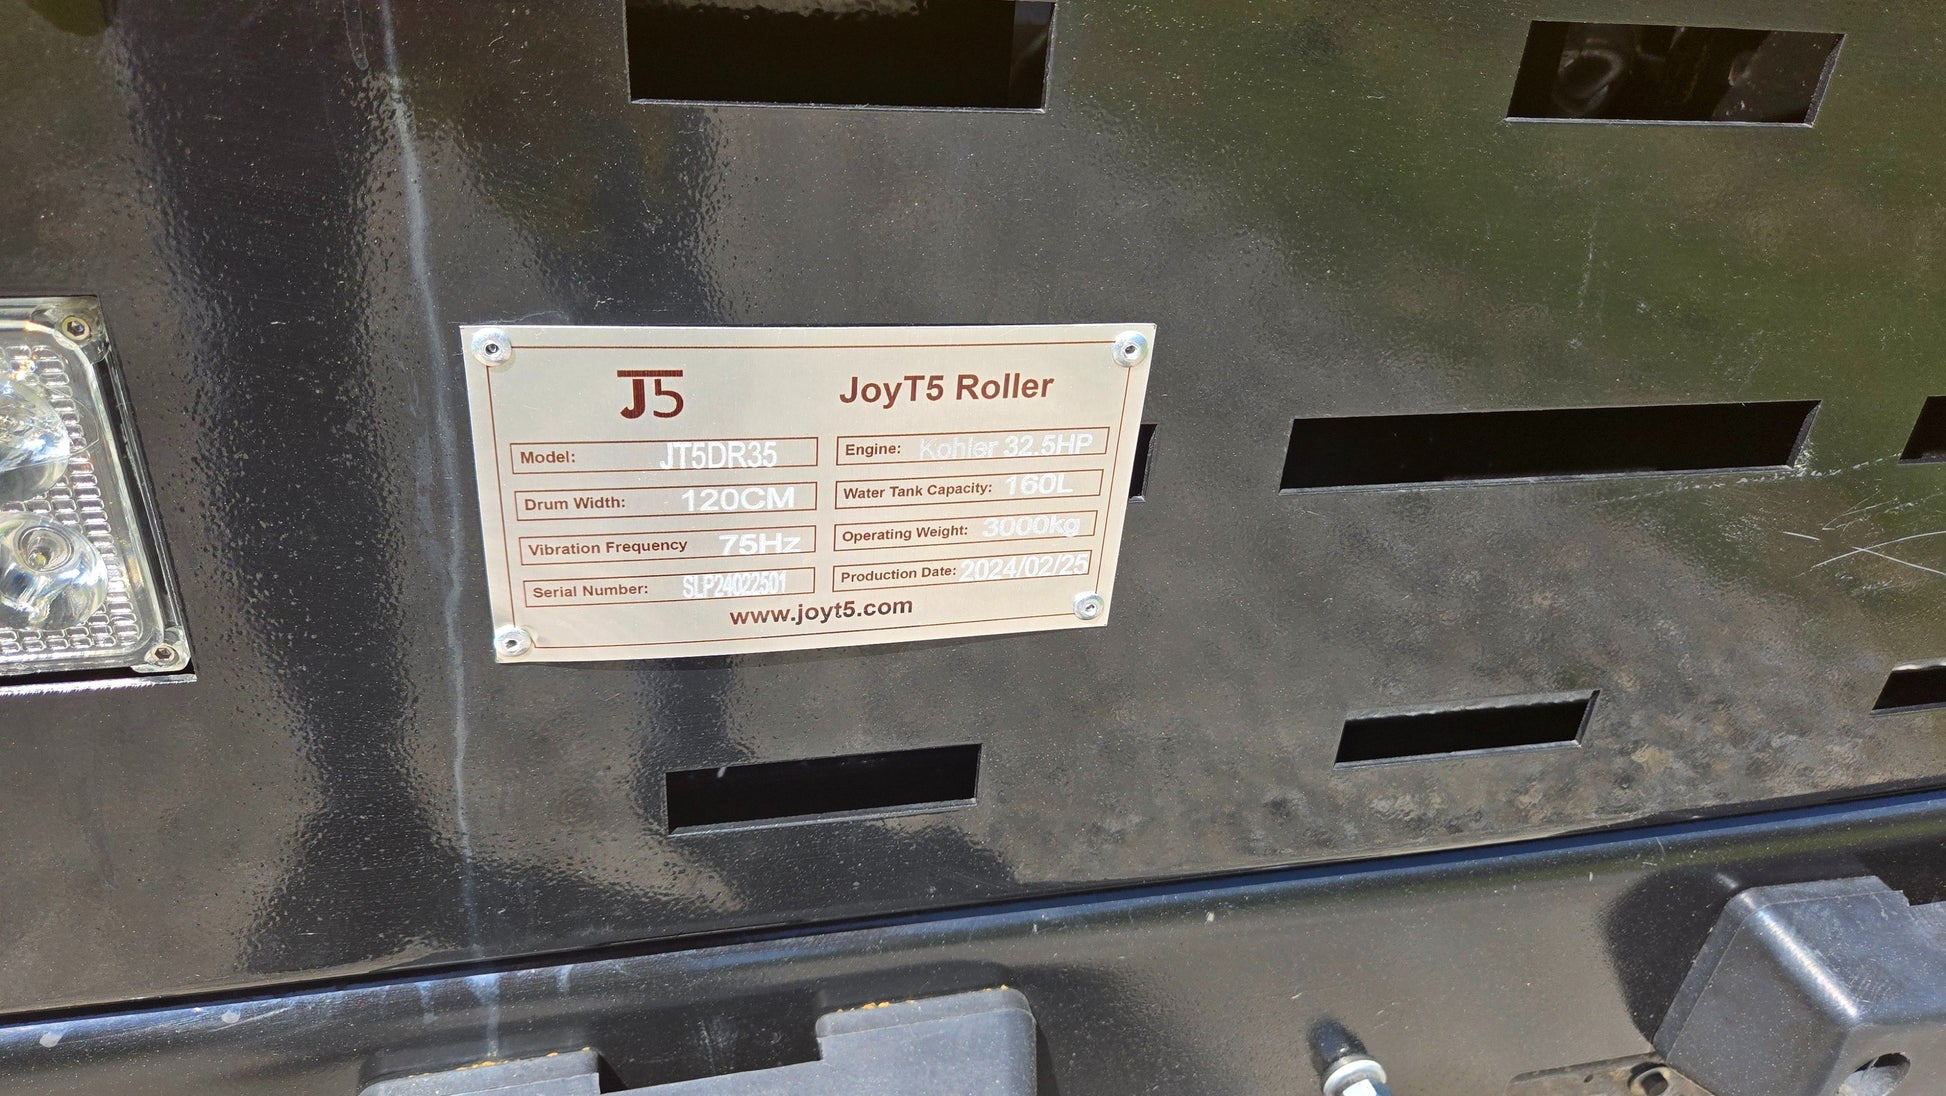 J5 JoyT5 Roller
Model: JT5DR35 Engine: Kohler 32.5HP
Drum Width: 120CM Water Tank Capacity: 160L
Vibration Frequency 75Hz Operating Weight: 3000kg
Serial Number: SLP24022501 Production Date: 2024/02/25
www.joyt5.com